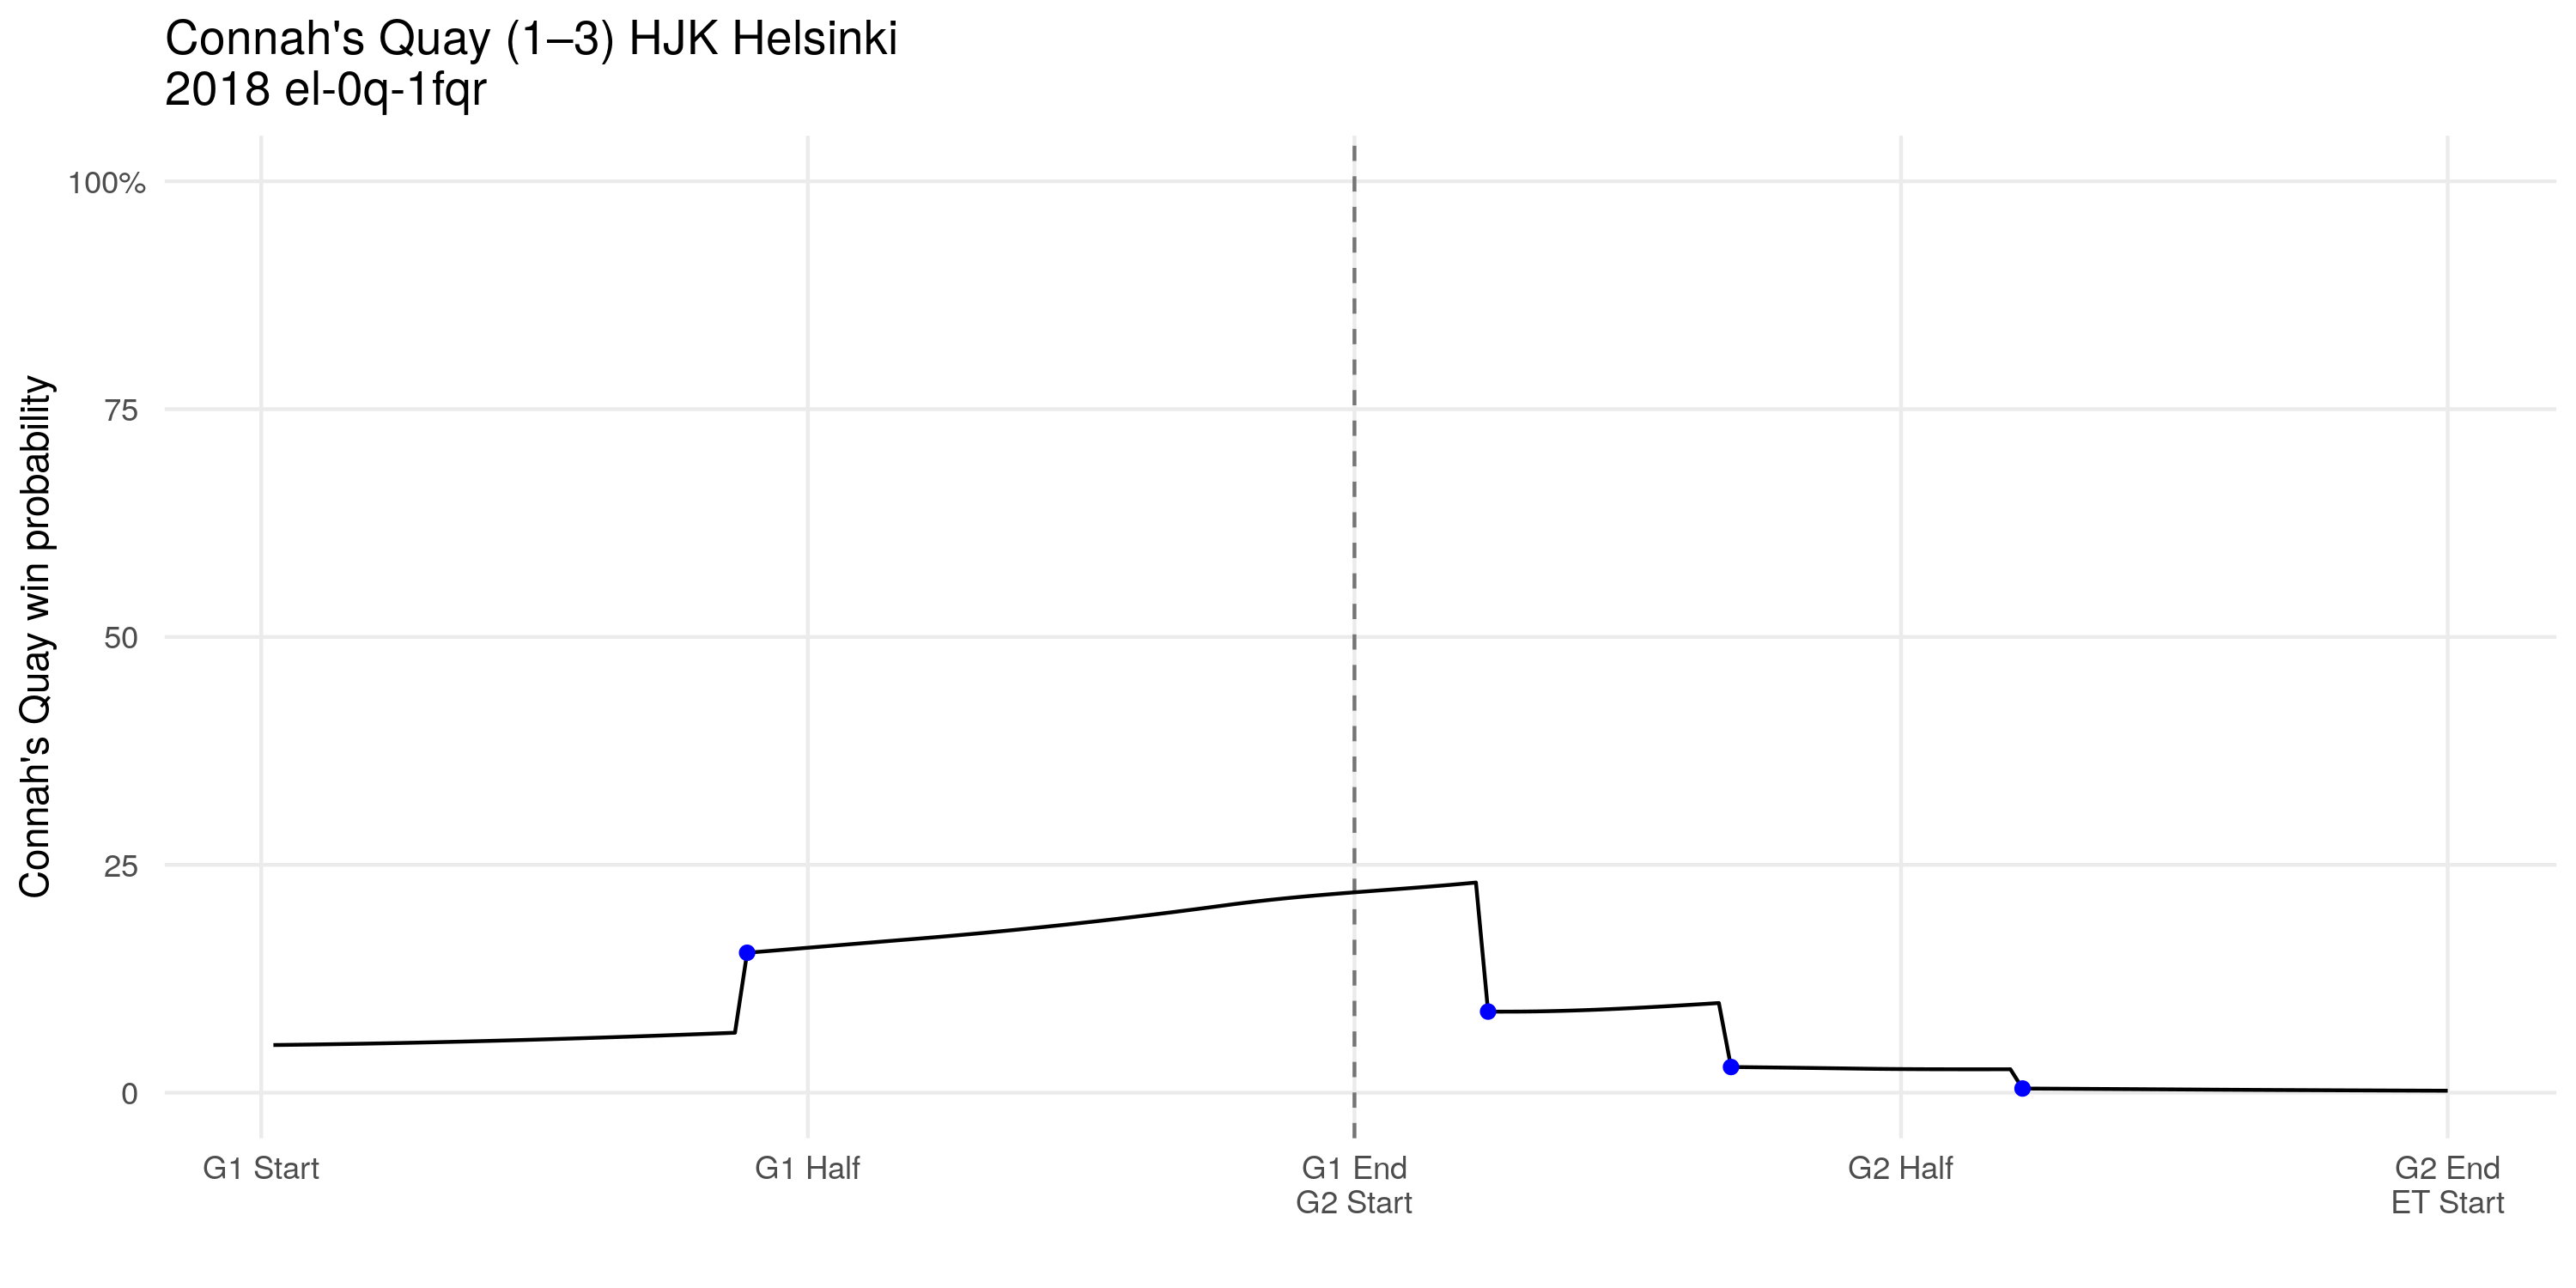 Connah's Quay (1–3) HJK Helsinki
2018 el-0q-1fqr
Connah's Quay win probability
100%
75
50
25
0
G1 Start
G1 Half
G1 End
G2 Start
G2 Half
G2 End
ET Start